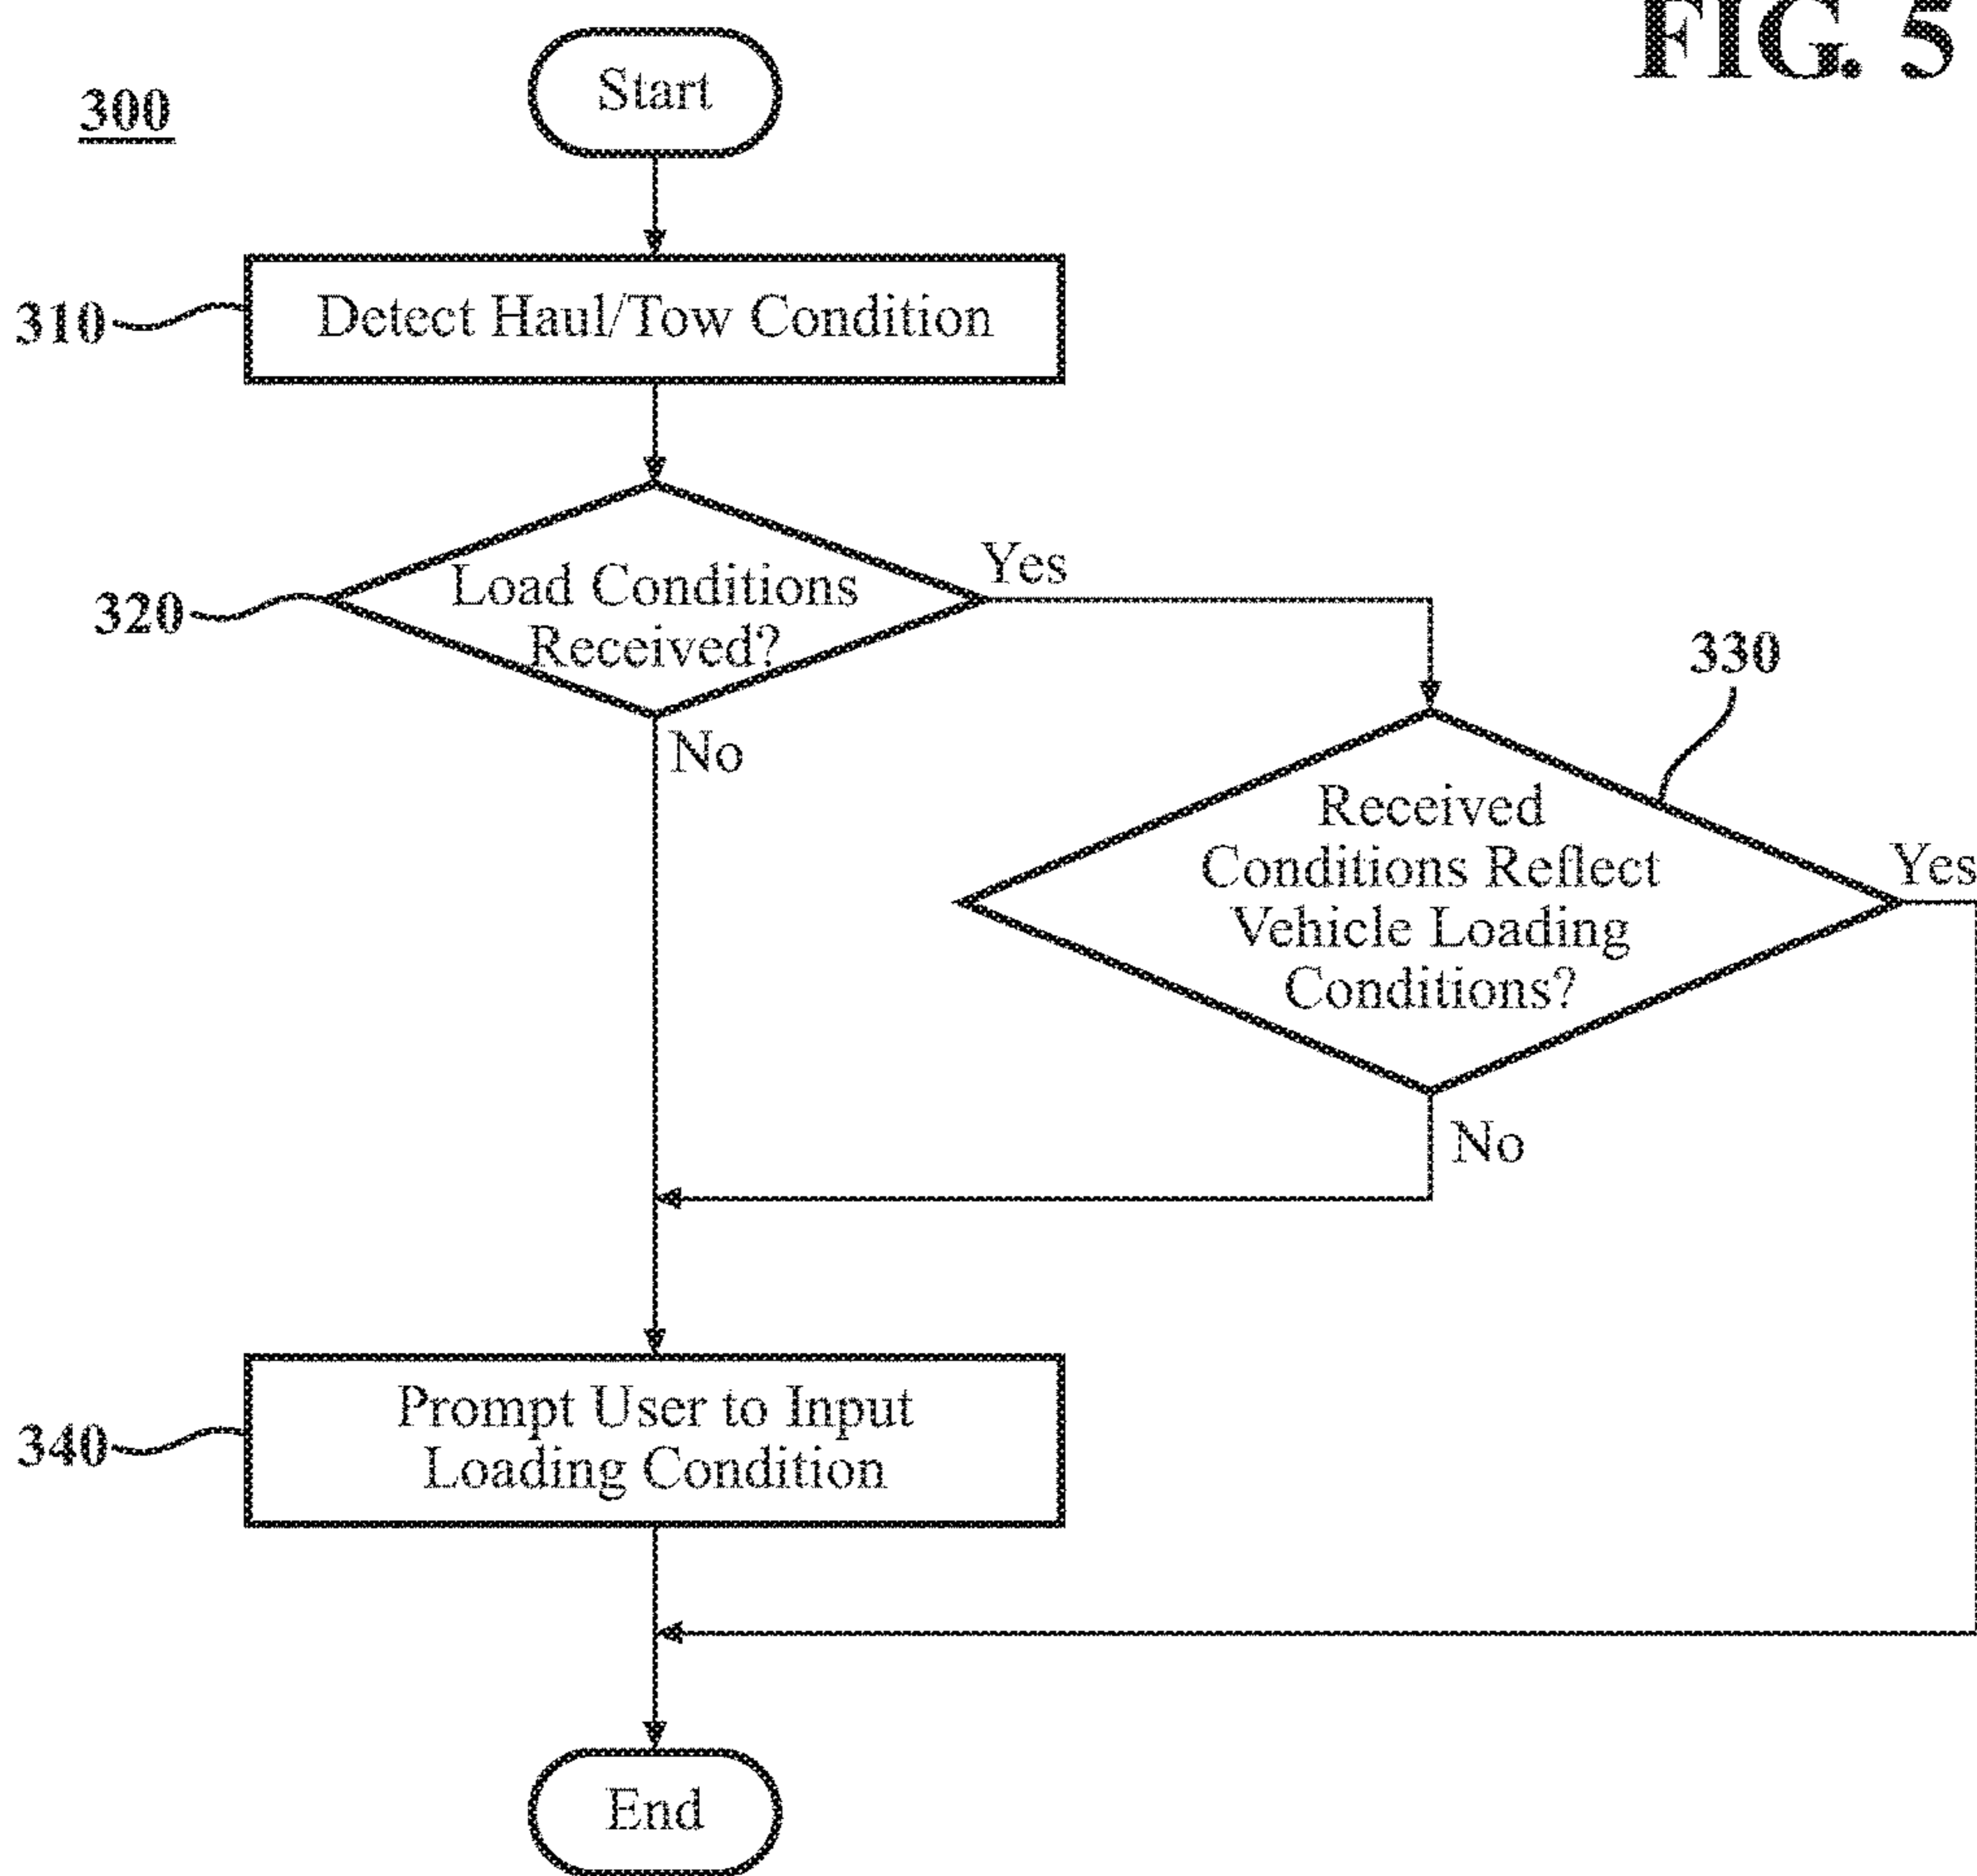 FIG. 5
300
Start
310
Detect Haul/Tow Condition
320
Load Conditions
Received?
Yes
No
330
Received
Conditions Reflect
Vehicle Loading
Conditions?
Yes
No
340
Prompt User to Input
Loading Condition
End